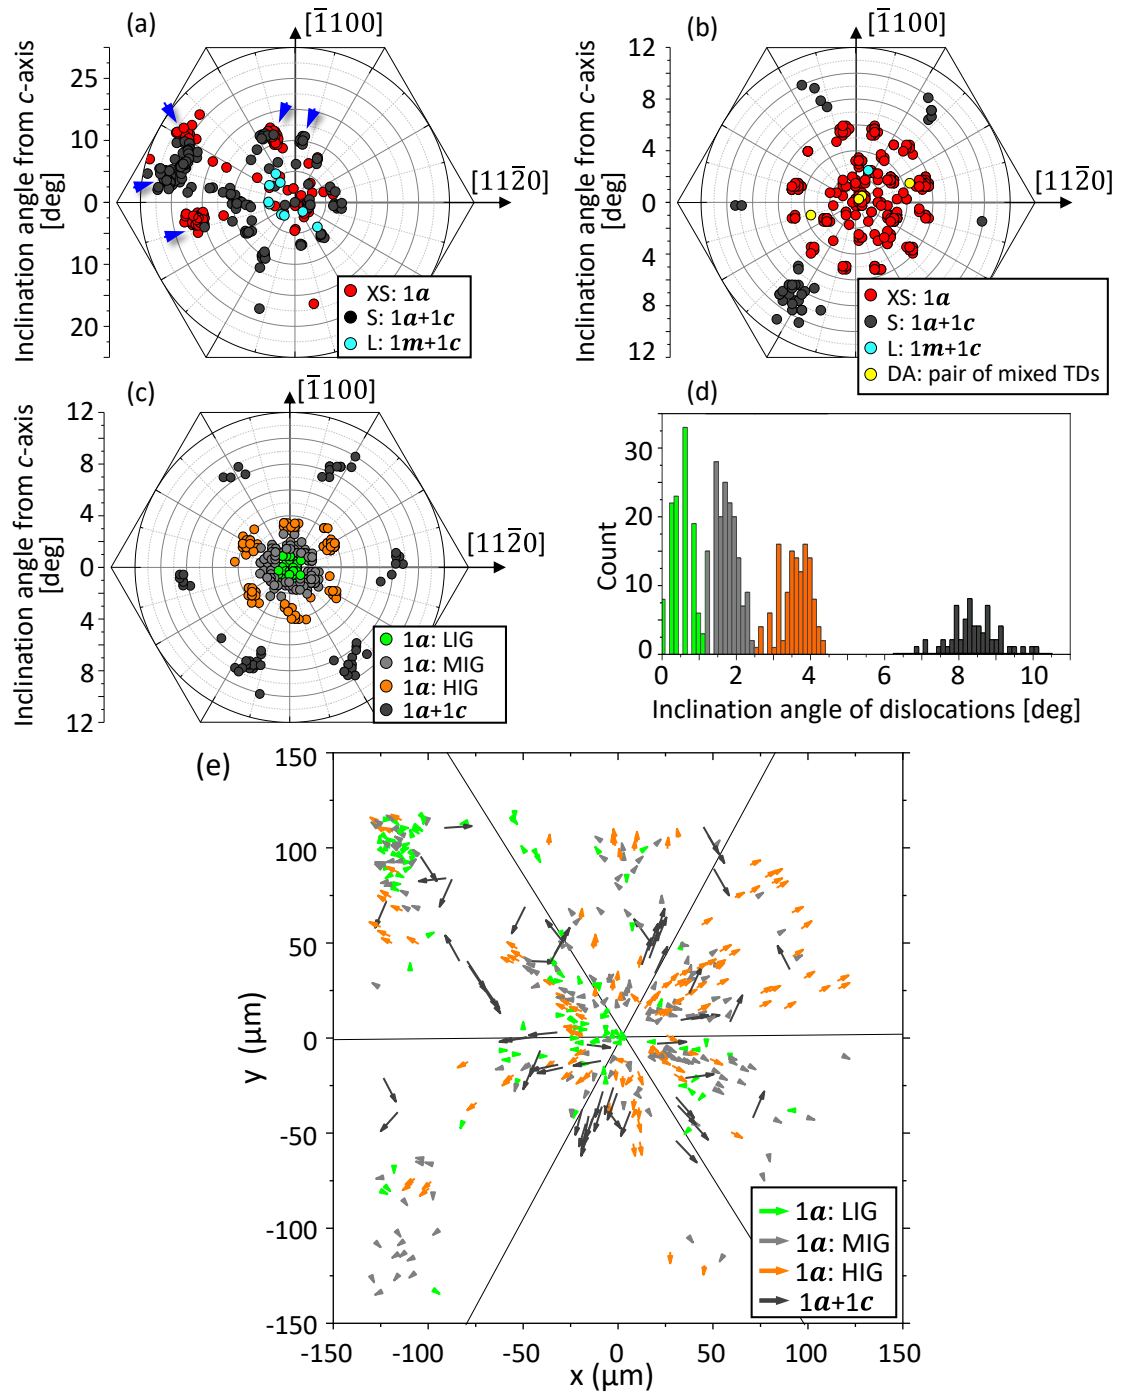 (a)
[1̅100]
Inclination angle from c-axis
[deg]
25
10
0
10
20
[112̅0]
XS: 1a
S: 1a+1c
L: 1m+1c
(b)
[1̅100]
Inclination angle from c-axis
[deg]
12
8
4
0
4
8
12
[112̅0]
XS: 1a
S: 1a+1c
L: 1m+1c
DA: pair of mixed TDs
(c)
[1̅100]
Inclination angle from c-axis
[deg]
12
8
4
0
4
8
12
[112̅0]
1a: LIG
1a: MIG
1a: HIG
1a+1c
(d)
Count
30
20
10
0
0 2 4 6 8 10
Inclination angle of dislocations [deg]
(e)
y (μm)
150
100
50
0
-50
-100
-150
1a: LIG
1a: MIG
1a: HIG
1a+1c
-150 -100 -50 0 50 100 150
x (μm)